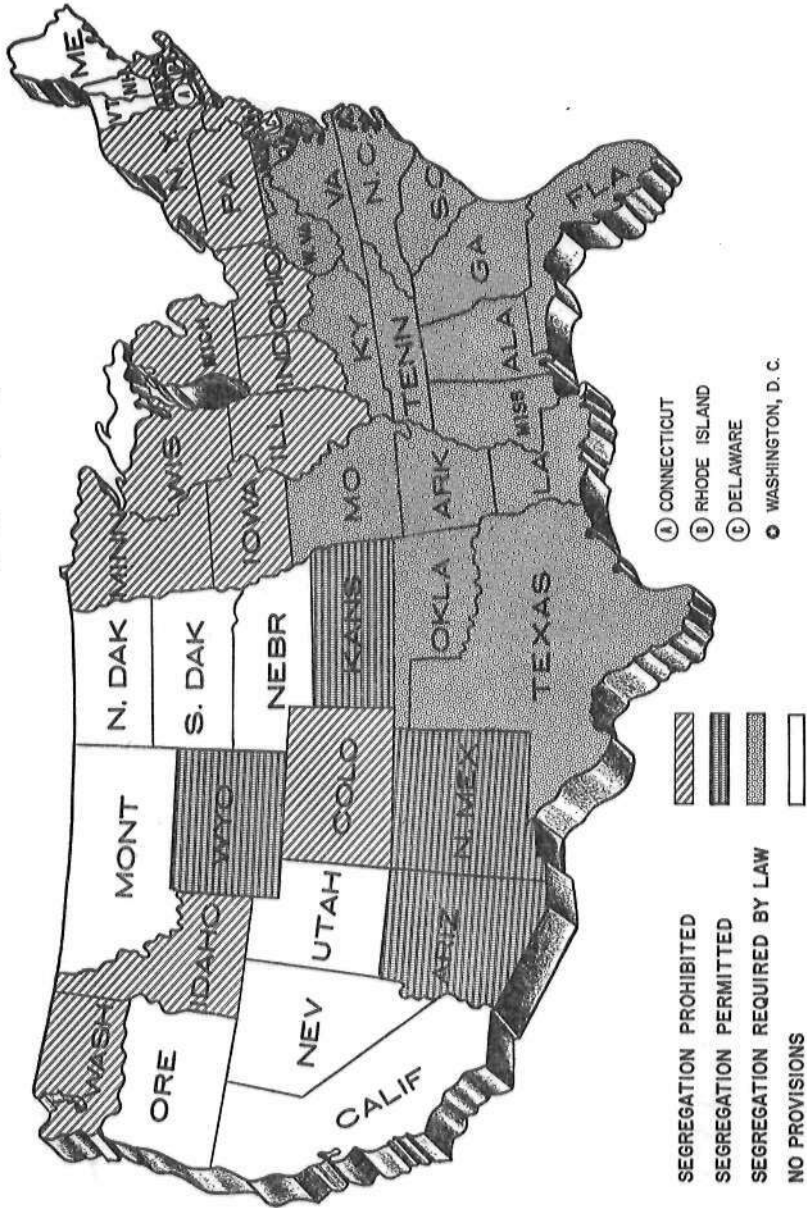 WASH
ORE
CALIF
NEV
IDAHO
MONT
WYO
UTAH
ARIZ
COLO
N. MEX
N. DAK
S. DAK
NEBR
KANS
OKLA
TEXAS
MINN
IOWA
MO
ARK
LA
WIS
ILL
MICH
IND
OHIO
KY
TENN
MISS
ALA
GA
FLA
S.C.
N.C.
VA
W.VA
PA
N.Y.
VT
NH
ME
A
B
SEGREGATION PROHIBITED
SEGREGATION PERMITTED
SEGREGATION REQUIRED BY LAW
NO PROVISIONS
A CONNECTICUT
B RHODE ISLAND
C DELAWARE
WASHINGTON, D. C.